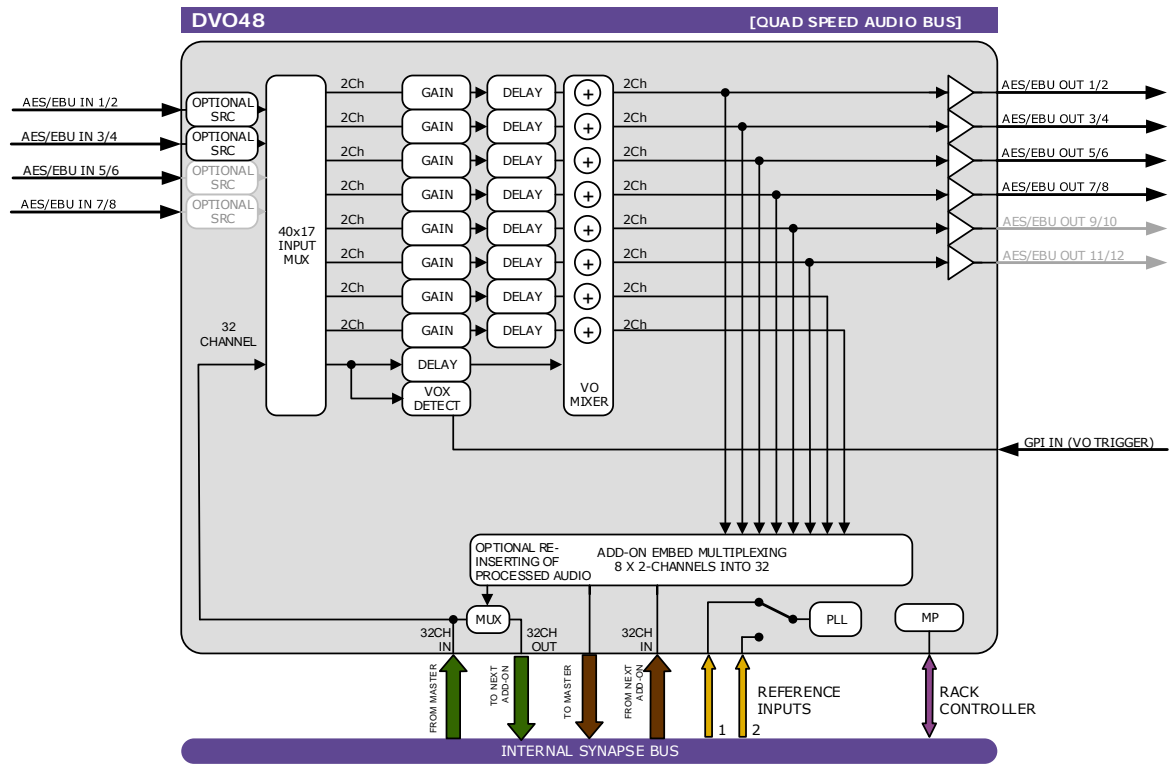 DVO48
[QUAD SPEED AUDIO BUS]
AES/EBU IN 1/2
AES/EBU IN 3/4
AES/EBU IN 5/6
AES/EBU IN 7/8
OPTIONAL
SRC
OPTIONAL
SRC
OPTIONAL
SRC
OPTIONAL
SRC
40x17
INPUT
MUX
32
CHANNEL
2Ch
GAIN
DELAY
+
2Ch
AES/EBU OUT 1/2
2Ch
GAIN
DELAY
+
2Ch
AES/EBU OUT 3/4
2Ch
GAIN
DELAY
+
2Ch
AES/EBU OUT 5/6
2Ch
GAIN
DELAY
+
2Ch
AES/EBU OUT 7/8
2Ch
GAIN
DELAY
+
2Ch
AES/EBU OUT 9/10
2Ch
GAIN
DELAY
+
2Ch
AES/EBU OUT 11/12
2Ch
GAIN
DELAY
+
2Ch
2Ch
GAIN
DELAY
+
2Ch
DELAY
VOX
DETECT
VO
MIXER
GPI IN (VO TRIGGER)
OPTIONAL RE-
INSERTING OF
PROCESSED AUDIO
ADD-ON EMBED MULTIPLEXING
8 X 2-CHANNELS INTO 32
MUX
PLL
MP
32CH
IN
32CH
OUT
32CH
IN
FROM MASTER
TO NEXT
ADD-ON
TO MASTER
FROM NEXT
ADD-ON
1
2
REFERENCE
INPUTS
RACK
CONTROLLER
INTERNAL SYNAPSE BUS